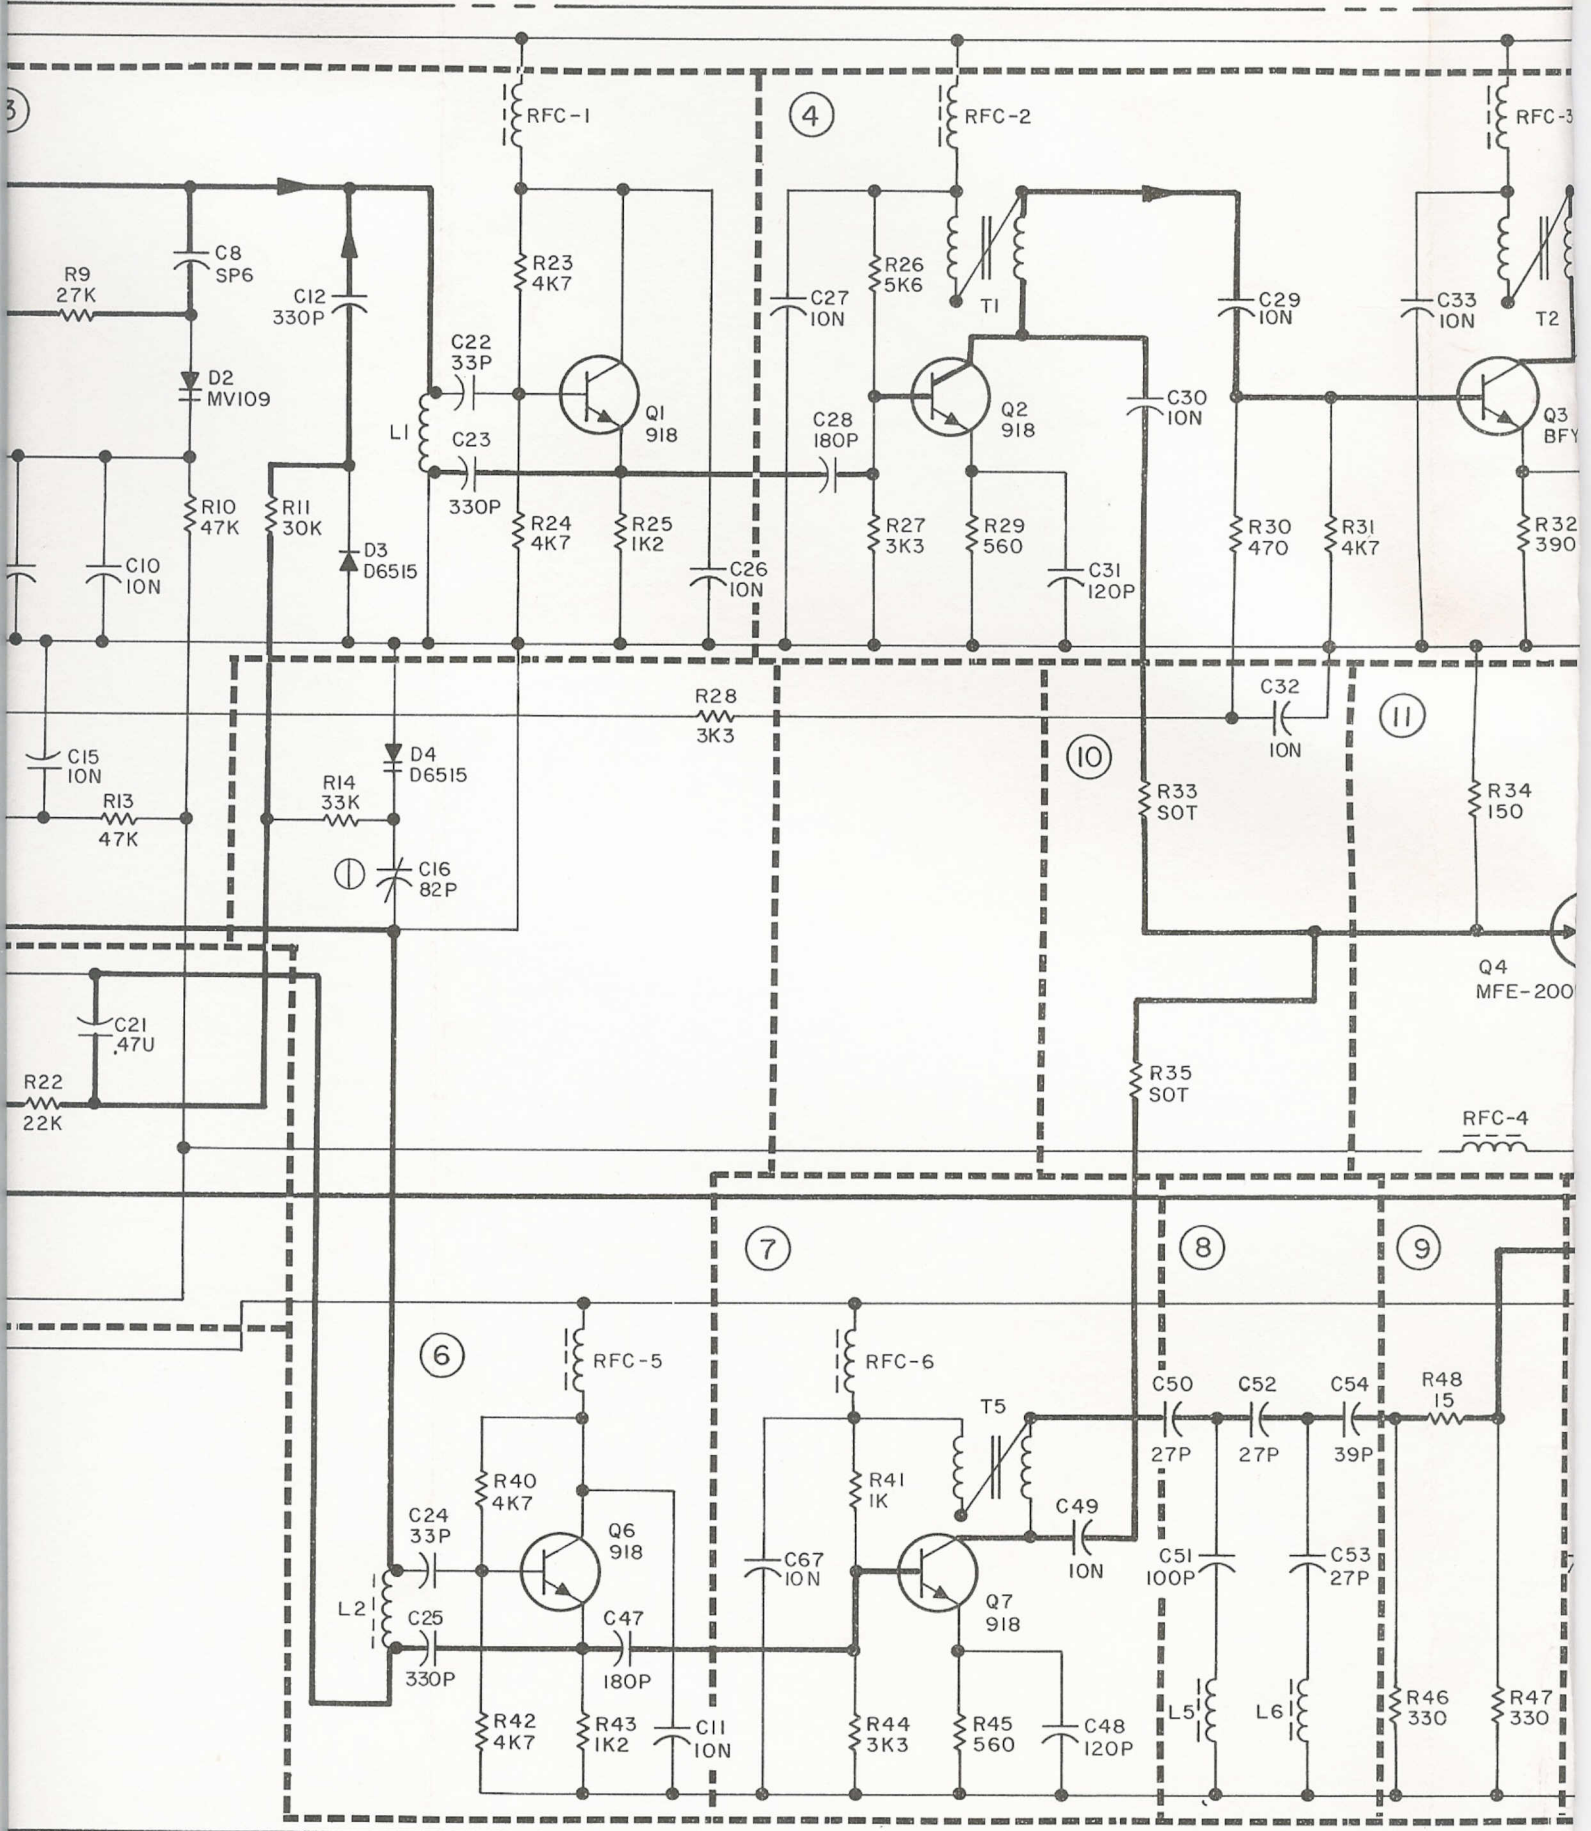 3
RFC-1
4
RFC-2
RFC-3
C8
SP6
R9
27K
C12
330P
R23
4K7
R26
5K6
C27
10N
T1
C29
10N
C33
10N
T2
D2
MV109
C22
33P
L1
C23
330P
Q1
918
C28
180P
Q2
918
C30
10N
Q3
BFY
R10
47K
R11
30K
D3
D6515
R24
4K7
R25
1K2
C26
10N
R27
3K3
R29
560
C31
120P
R30
470
R31
4K7
R32
390
C10
10N
R28
3K3
C32
10N
11
10
C15
10N
R13
47K
D4
D6515
R14
33K
1
C16
82P
R33
SOT
R34
150
Q4
MFE-200
C21
.47U
R22
22K
R35
SOT
RFC-4
7
8
9
6
RFC-5
RFC-6
T5
C50
27P
C52
27P
C54
39P
R48
15
R40
4K7
R41
1K
C24
33P
Q6
918
C49
10N
C67
10N
C51
100P
C53
27P
L2
C25
330P
C47
180P
Q7
918
R42
4K7
R43
1K2
C11
10N
R44
3K3
R45
560
C48
120P
L5
L6
R46
330
R47
330